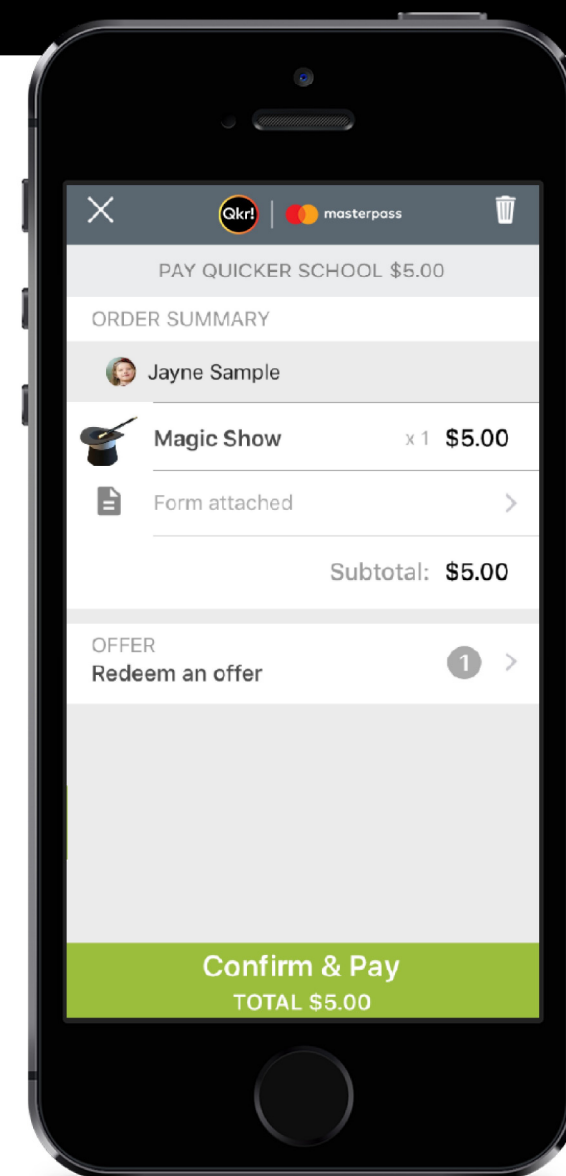 Qkr! masterpass
PAY QUICKER SCHOOL $5.00
ORDER SUMMARY
Jayne Sample
Magic Show x 1 $5.00
Form attached
Subtotal: $5.00
OFFER
Redeem an offer 1
Confirm & Pay
TOTAL $5.00